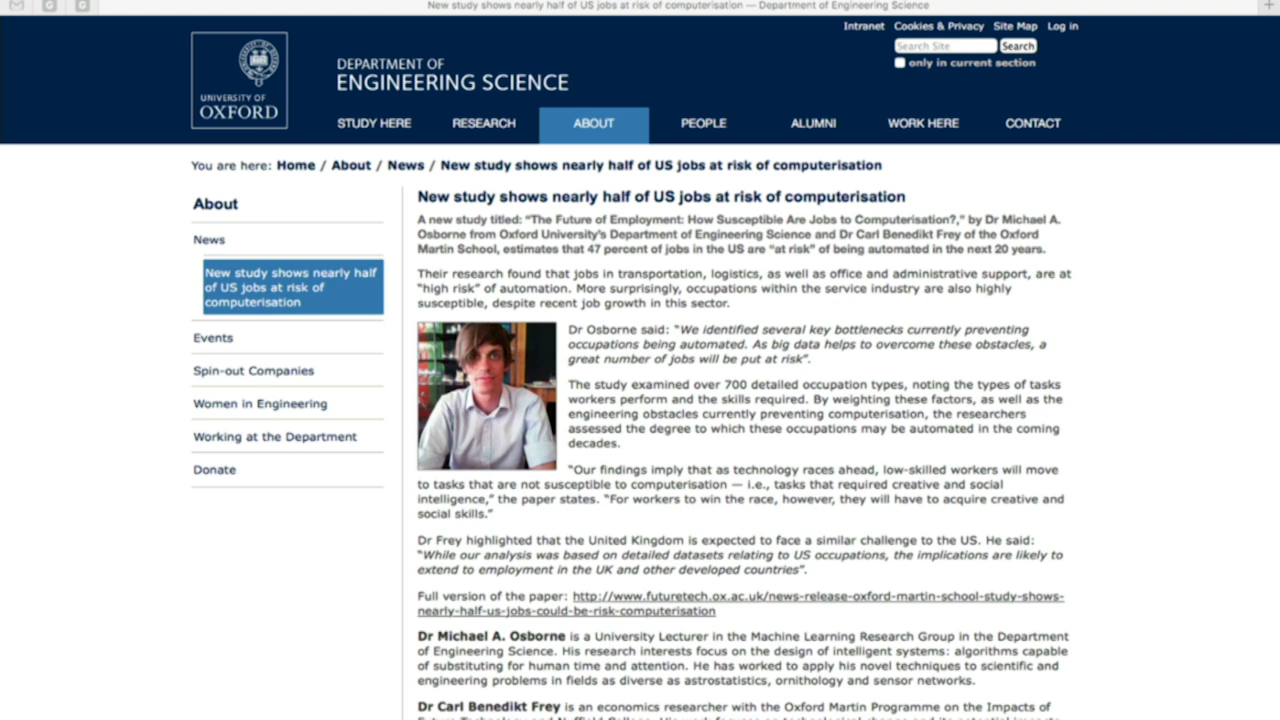 New study shows nearly half of US jobs at risk of computerisation — Department of Engineering Science
Intranet Cookies & Privacy Site Map Log in
Search Site Search
only in current section
UNIVERSITY OF
OXFORD
DEPARTMENT OF
ENGINEERING SCIENCE
STUDY HERE RESEARCH ABOUT PEOPLE ALUMNI WORK HERE CONTACT
You are here: Home / About / News / New study shows nearly half of US jobs at risk of computerisation
About
News
New study shows nearly half
of US jobs at risk of
computerisation
Events
Spin-out Companies
Women in Engineering
Working at the Department
Donate
New study shows nearly half of US jobs at risk of computerisation
A new study titled: “The Future of Employment: How Susceptible Are Jobs to Computerisation?,” by Dr Michael A.
Osborne from Oxford University’s Department of Engineering Science and Dr Carl Benedikt Frey of the Oxford
Martin School, estimates that 47 percent of jobs in the US are “at risk” of being automated in the next 20 years.
Their research found that jobs in transportation, logistics, as well as office and administrative support, are at
“high risk” of automation. More surprisingly, occupations within the service industry are also highly
susceptible, despite recent job growth in this sector.
Dr Osborne said: “We identified several key bottlenecks currently preventing
occupations being automated. As big data helps to overcome these obstacles, a
great number of jobs will be put at risk”.
The study examined over 700 detailed occupation types, noting the types of tasks
workers perform and the skills required. By weighting these factors, as well as the
engineering obstacles currently preventing computerisation, the researchers
assessed the degree to which these occupations may be automated in the coming
decades.
“Our findings imply that as technology races ahead, low-skilled workers will move
to tasks that are not susceptible to computerisation — i.e., tasks that required creative and social
intelligence,” the paper states. “For workers to win the race, however, they will have to acquire creative and
social skills.”
Dr Frey highlighted that the United Kingdom is expected to face a similar challenge to the US. He said:
“While our analysis was based on detailed datasets relating to US occupations, the implications are likely to
extend to employment in the UK and other developed countries”.
Full version of the paper: http://www.futuretech.ox.ac.uk/news-release-oxford-martin-school-study-shows-
nearly-half-us-jobs-could-be-risk-computerisation
Dr Michael A. Osborne is a University Lecturer in the Machine Learning Research Group in the Department
of Engineering Science. His research interests focus on the design of intelligent systems: algorithms capable
of substituting for human time and attention. He has worked to apply his novel techniques to scientific and
engineering problems in fields as diverse as astrostatistics, ornithology and sensor networks.
Dr Carl Benedikt Frey is an economics researcher with the Oxford Martin Programme on the Impacts of